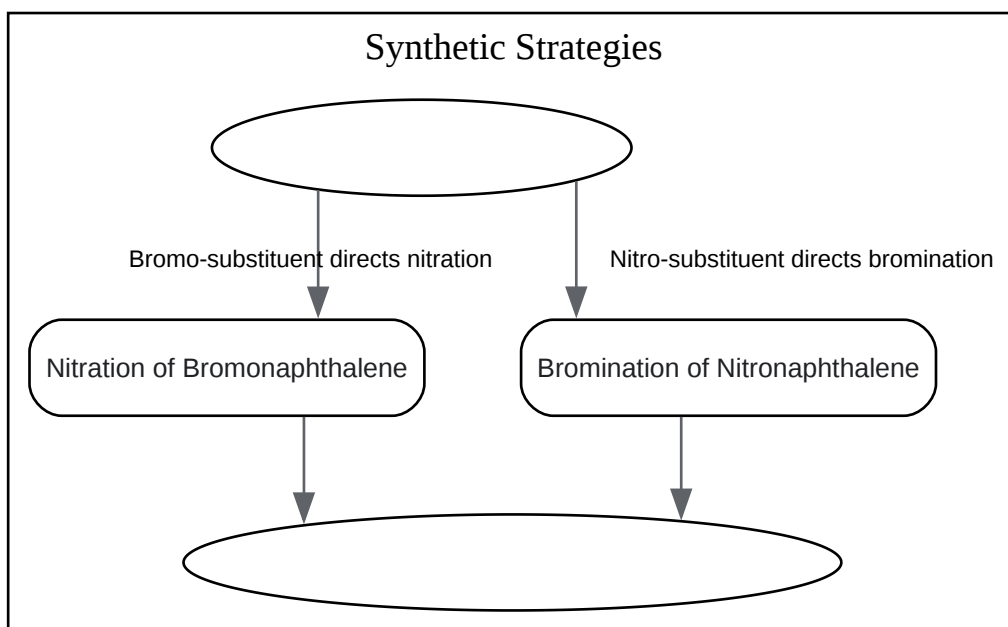 Synthetic Strategies
Bromo-substituent directs nitration
Nitro-substituent directs bromination
Nitration of Bromonaphthalene
Bromination of Nitronaphthalene